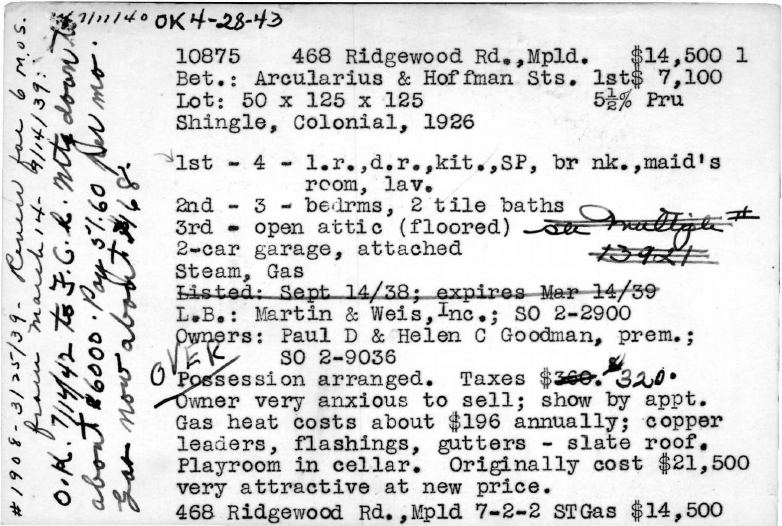 # 7/11/40 OK 4-28-43
10875 468 Ridgewood Rd.,Mpld. $14,500 1
Bet.: Arcularius & Hoffman Sts. 1st$ 7,100
Lot: 50 x 125 x 125 5½% Pru
Shingle, Colonial, 1926
1st - 4 - l.r.,d.r.,kit.,SP, br nk.,maid's
room, lav.
2nd - 3 - bedrms, 2 tile baths
3rd - open attic (floored) see Multiple #
2-car garage, attached 13921
Steam, Gas
Listed: Sept 14/38; expires Mar 14/39
L.B.: Martin & Weis,Inc.; SO 2-2900
Owners: Paul D & Helen C Goodman, prem.;
SO 2-9036
OVER
Possession arranged. Taxes $360. $320.
Owner very anxious to sell; show by appt.
Gas heat costs about $196 annually; copper
leaders, flashings, gutters - slate roof.
Playroom in cellar. Originally cost $21,500
very attractive at new price.
468 Ridgewood Rd.,Mpld 7-2-2 STGas $14,500
#1908-3/25/39- Renew for 6 mos.
from March 14 - 9/14/39:
O.K. 7/14/42 to J.C.R. Mtg down to
about $6000. Pay 57.60 per mo.
Gas now about $168.